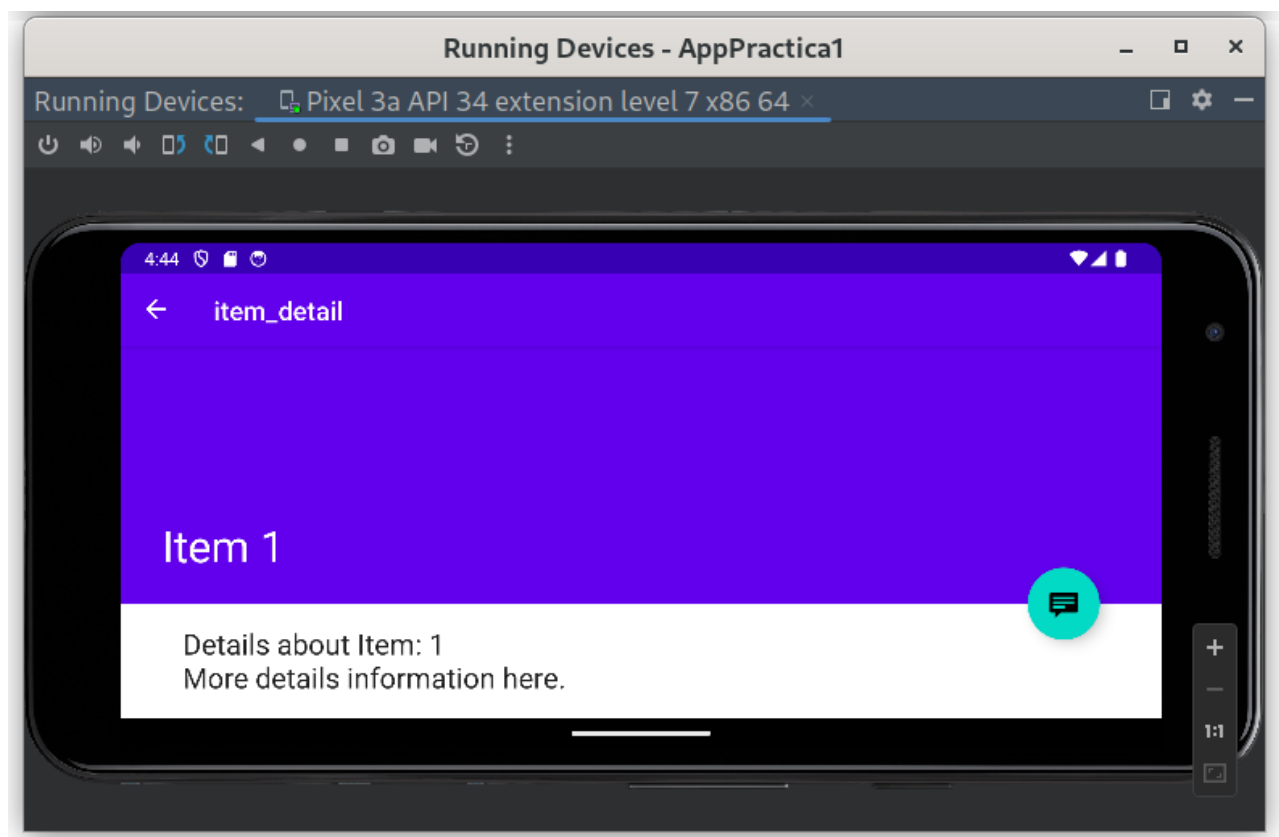 Running Devices - AppPractica1
Running Devices: Pixel 3a API 34 extension level 7 x86 64
4:44
item_detail
Item 1
Details about Item: 1
More details information here.
1:1